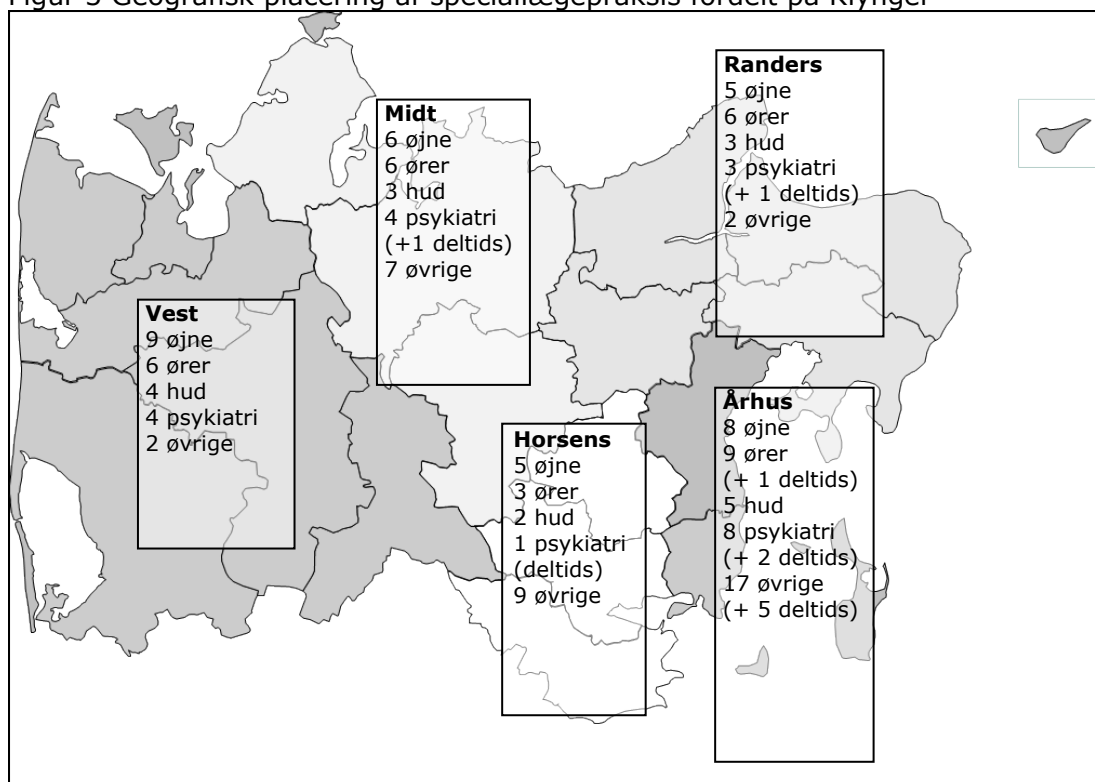 Figur 3 Geografisk placering af speciallægepraksis fordelt på Klynger
Midt
6 øjne
6 ører
3 hud
4 psykiatri
(+1 deltids)
7 øvrige
Randers
5 øjne
6 ører
3 hud
3 psykiatri
(+ 1 deltids)
2 øvrige
Vest
9 øjne
6 ører
4 hud
4 psykiatri
2 øvrige
Horsens
5 øjne
3 ører
2 hud
1 psykiatri
(deltids)
9 øvrige
Århus
8 øjne
9 ører
(+ 1 deltids)
5 hud
8 psykiatri
(+ 2 deltids)
17 øvrige
(+ 5 deltids)